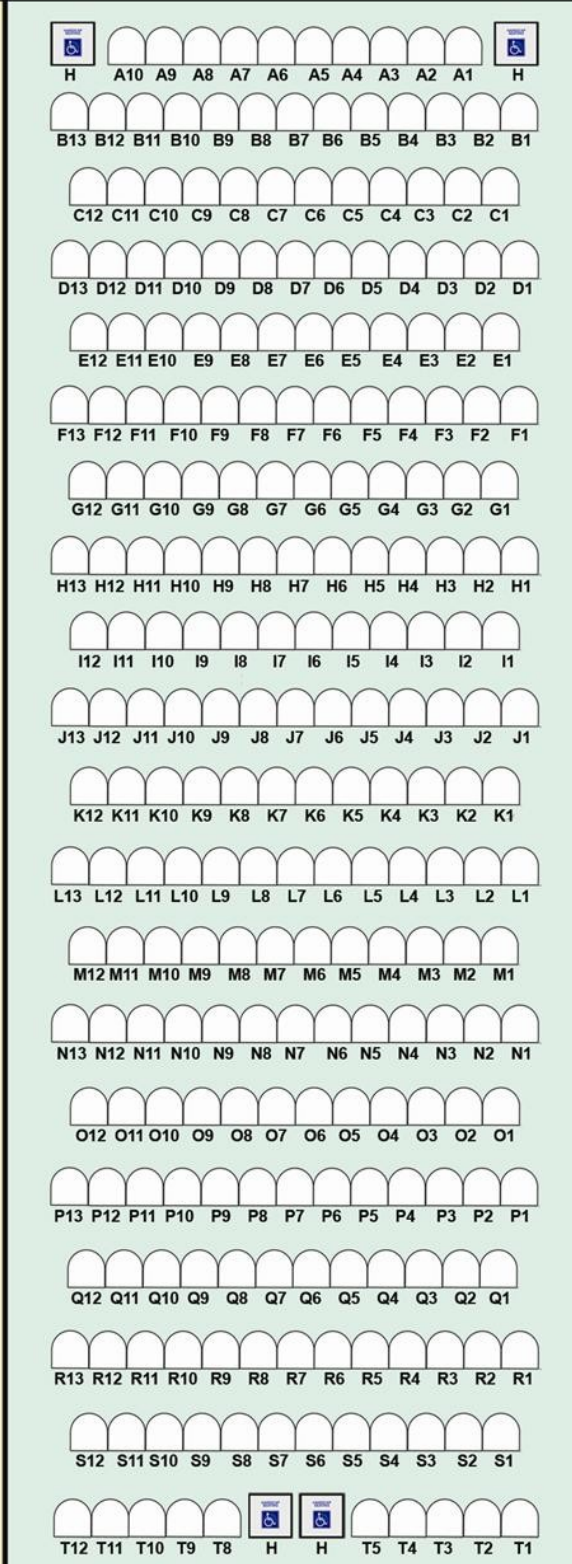 H A10 A9 A8 A7 A6 A5 A4 A3 A2 A1 H
B13 B12 B11 B10 B9 B8 B7 B6 B5 B4 B3 B2 B1
C12 C11 C10 C9 C8 C7 C6 C5 C4 C3 C2 C1
D13 D12 D11 D10 D9 D8 D7 D6 D5 D4 D3 D2 D1
E12 E11 E10 E9 E8 E7 E6 E5 E4 E3 E2 E1
F13 F12 F11 F10 F9 F8 F7 F6 F5 F4 F3 F2 F1
G12 G11 G10 G9 G8 G7 G6 G5 G4 G3 G2 G1
H13 H12 H11 H10 H9 H8 H7 H6 H5 H4 H3 H2 H1
I12 I11 I10 I9 I8 I7 I6 I5 I4 I3 I2 I1
J13 J12 J11 J10 J9 J8 J7 J6 J5 J4 J3 J2 J1
K12 K11 K10 K9 K8 K7 K6 K5 K4 K3 K2 K1
L13 L12 L11 L10 L9 L8 L7 L6 L5 L4 L3 L2 L1
M12 M11 M10 M9 M8 M7 M6 M5 M4 M3 M2 M1
N13 N12 N11 N10 N9 N8 N7 N6 N5 N4 N3 N2 N1
O12 O11 O10 O9 O8 O7 O6 O5 O4 O3 O2 O1
P13 P12 P11 P10 P9 P8 P7 P6 P5 P4 P3 P2 P1
Q12 Q11 Q10 Q9 Q8 Q7 Q6 Q5 Q4 Q3 Q2 Q1
R13 R12 R11 R10 R9 R8 R7 R6 R5 R4 R3 R2 R1
S12 S11 S10 S9 S8 S7 S6 S5 S4 S3 S2 S1
T12 T11 T10 T9 T8 H H T5 T4 T3 T2 T1